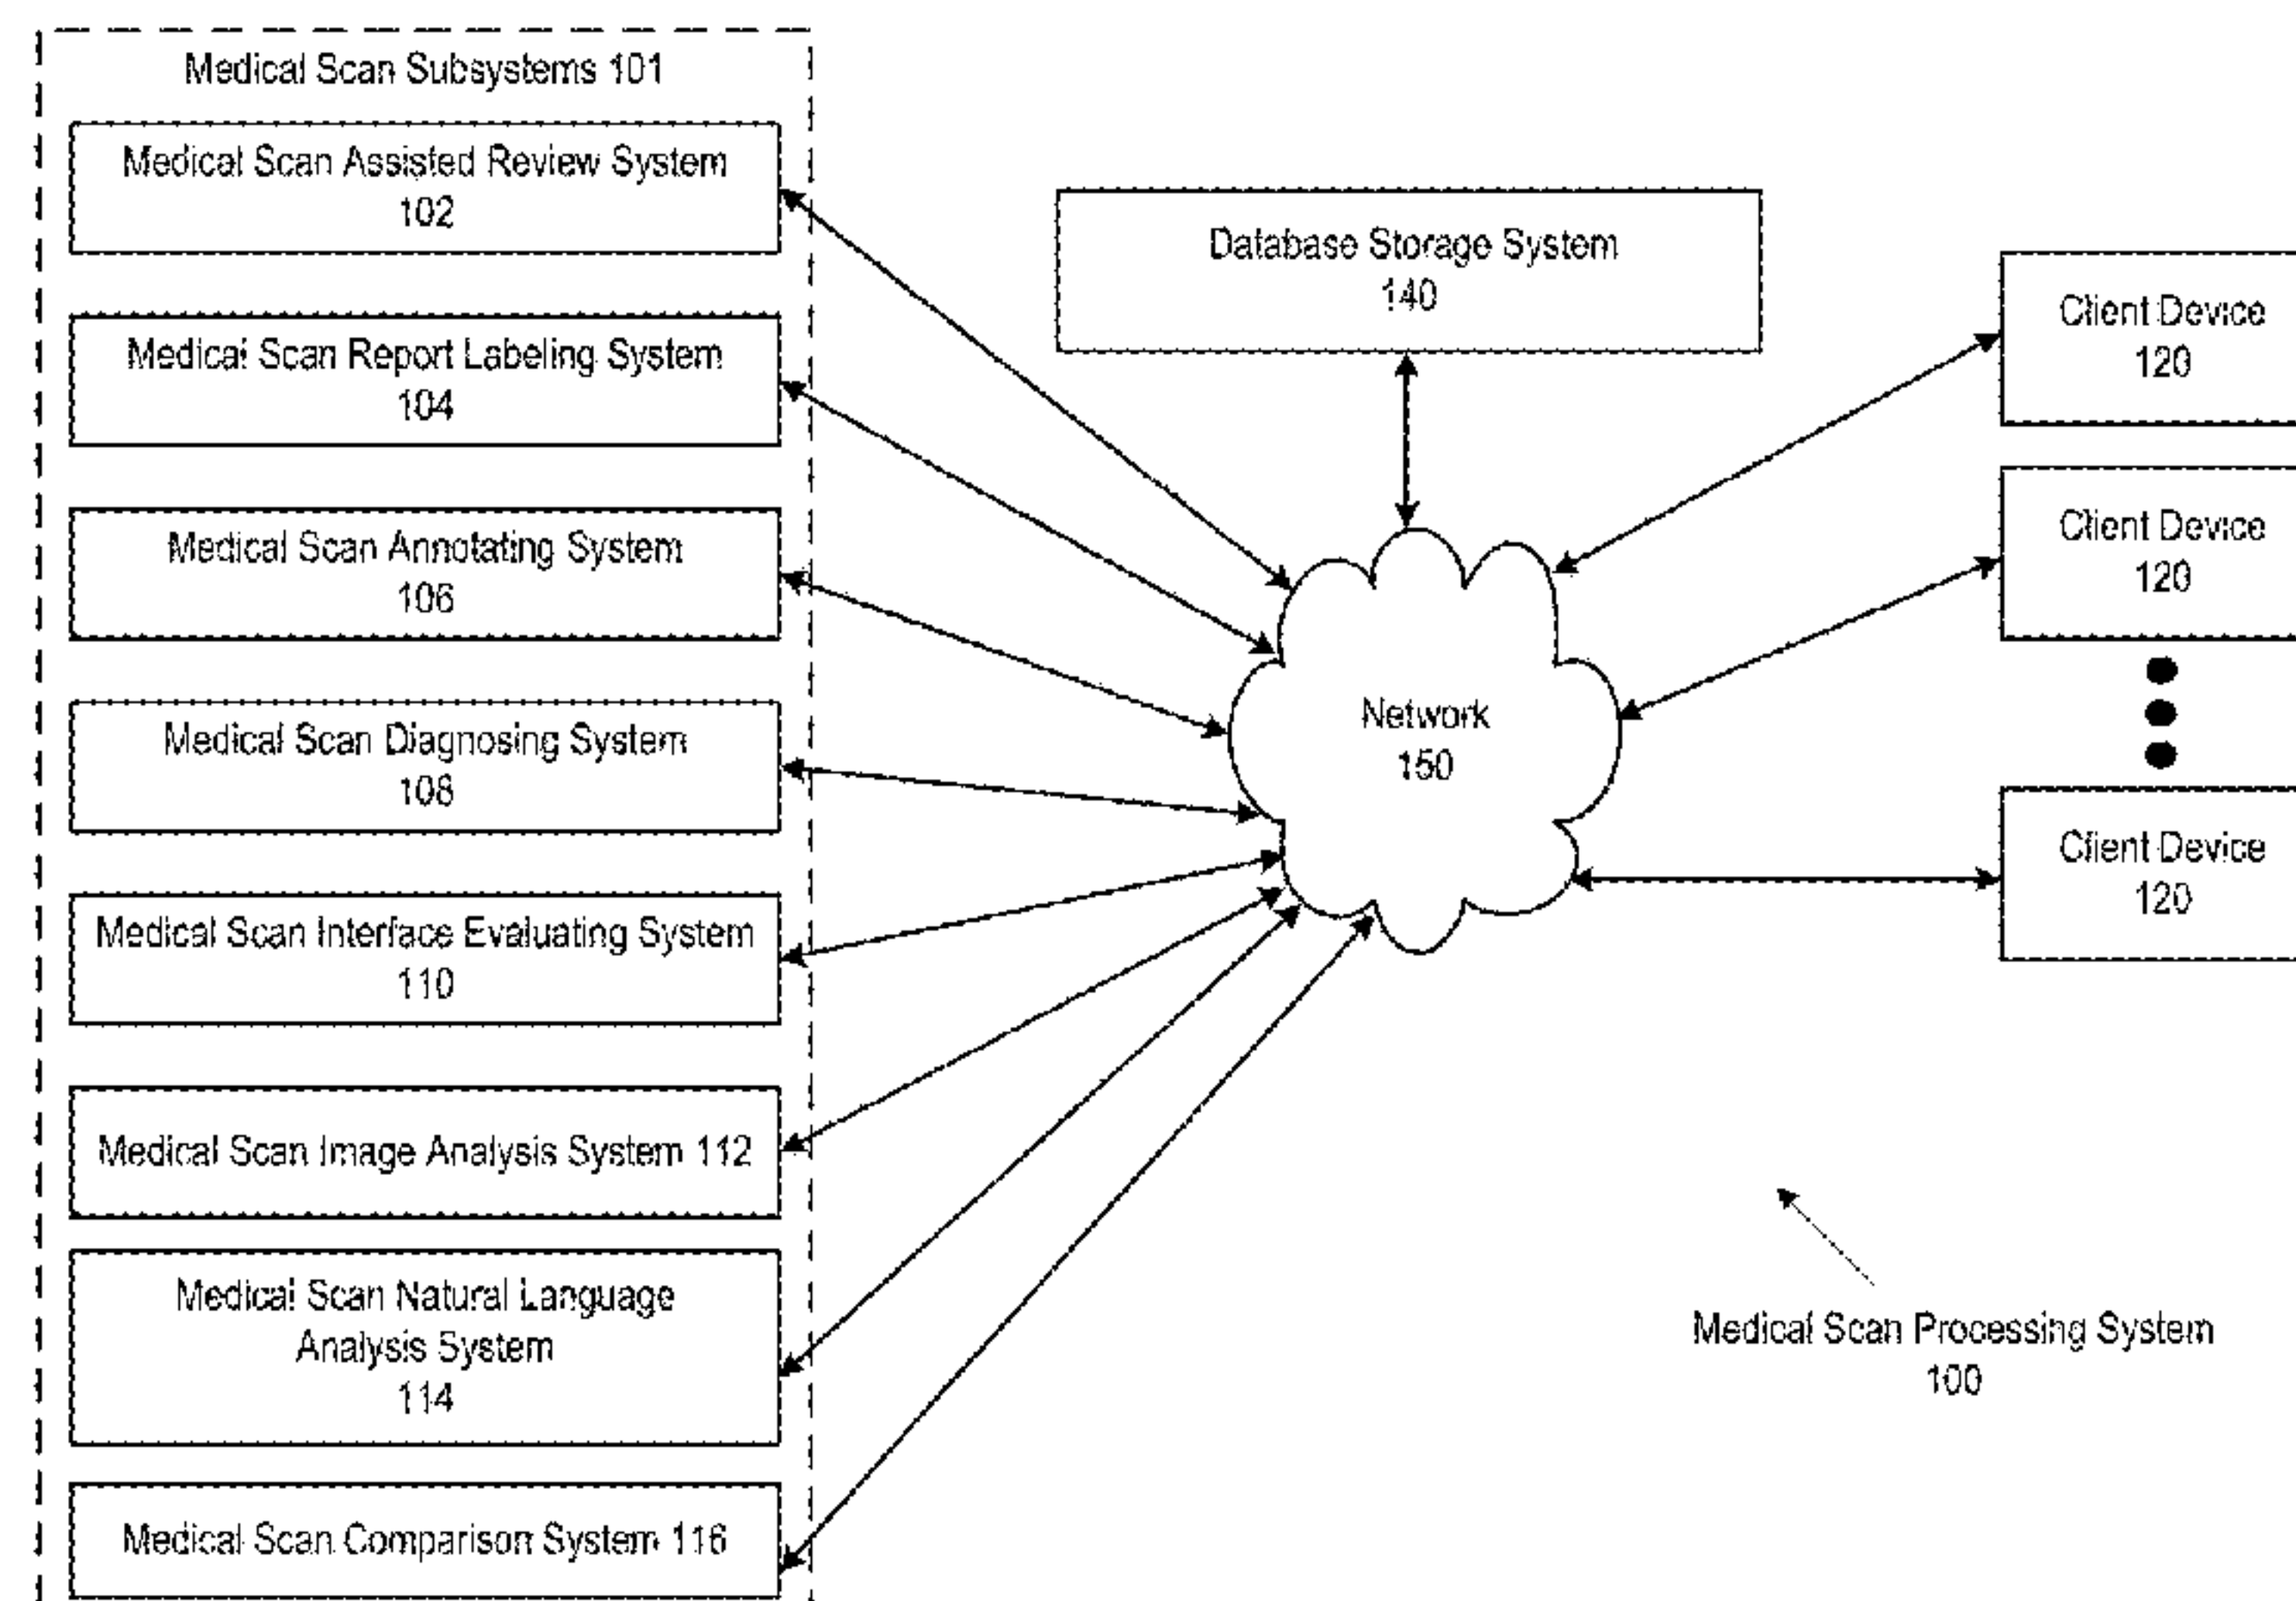 Medical Scan Subsystems 101
Medical Scan Assisted Review System
102
Medical Scan Report Labeling System
104
Medical Scan Annotating System
106
Medical Scan Diagnosing System
108
Medical Scan Interface Evaluating System
110
Medical Scan Image Analysis System 112
Medical Scan Natural Language
Analysis System
114
Medical Scan Comparison System 116
Database Storage System
140
Network
150
Client Device
120
Client Device
120
Client Device
120
Medical Scan Processing System
100